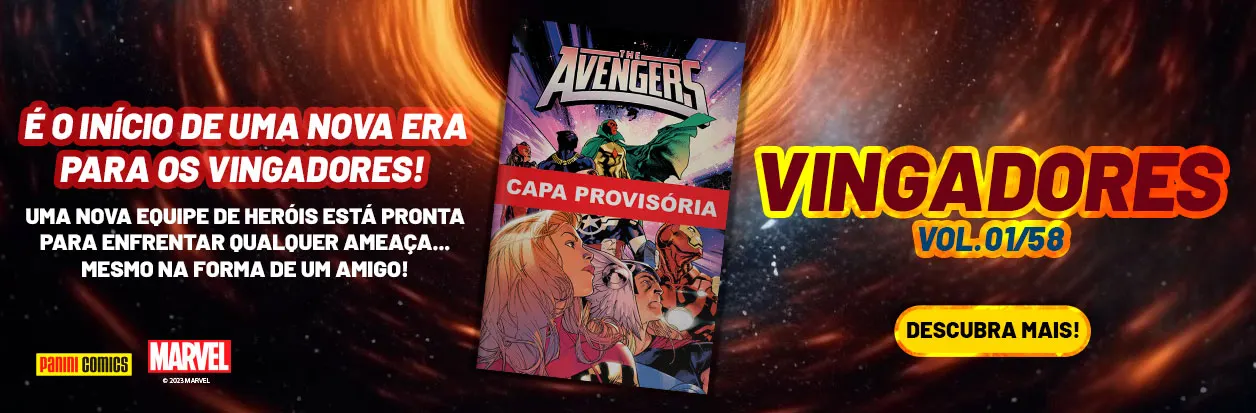 É O INÍCIO DE UMA NOVA ERA
PARA OS VINGADORES!
UMA NOVA EQUIPE DE HERÓIS ESTÁ PRONTA
PARA ENFRENTAR QUALQUER AMEAÇA...
MESMO NA FORMA DE UM AMIGO!
PANINI COMICS
MARVEL
© 2023 MARVEL
THE
AVENGERS
CAPA PROVISÓRIA
VINGADORES
VOL.01/58
DESCUBRA MAIS!